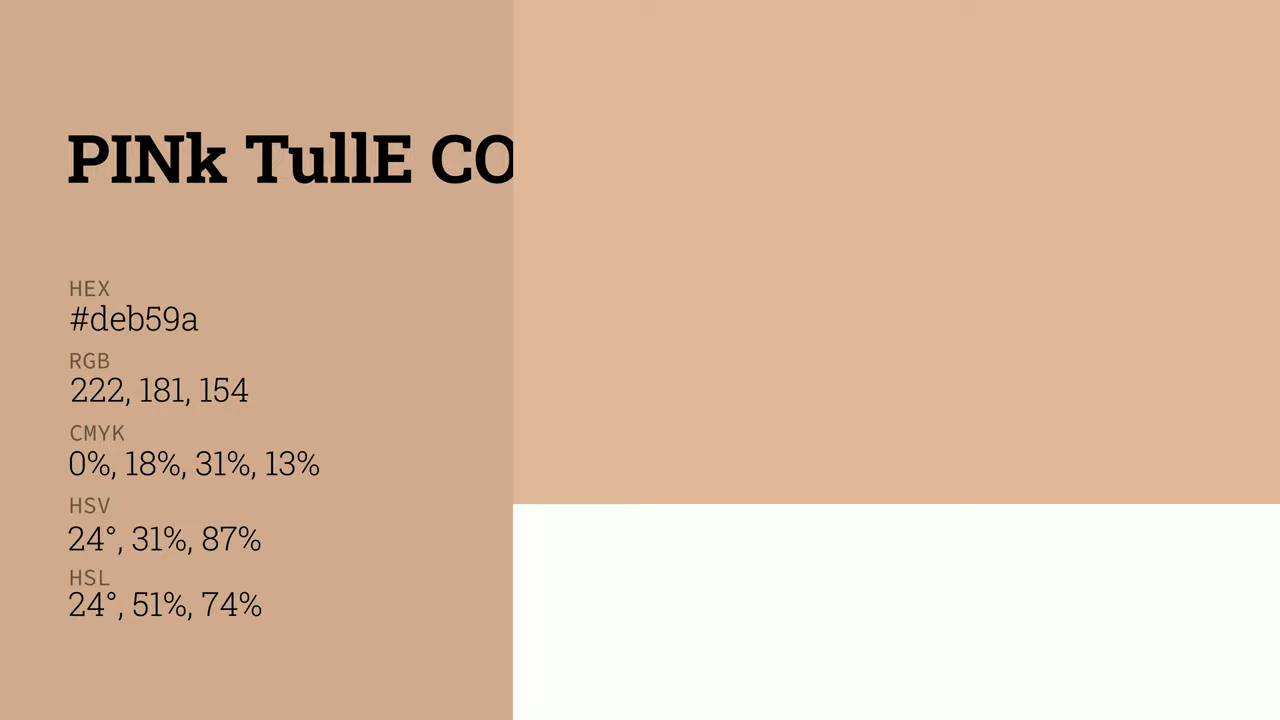 PINk TullE CO
HEX
#deb59a
RGB
222, 181, 154
CMYK
0%, 18%, 31%, 13%
HSV
24°, 31%, 87%
HSL
24°, 51%, 74%